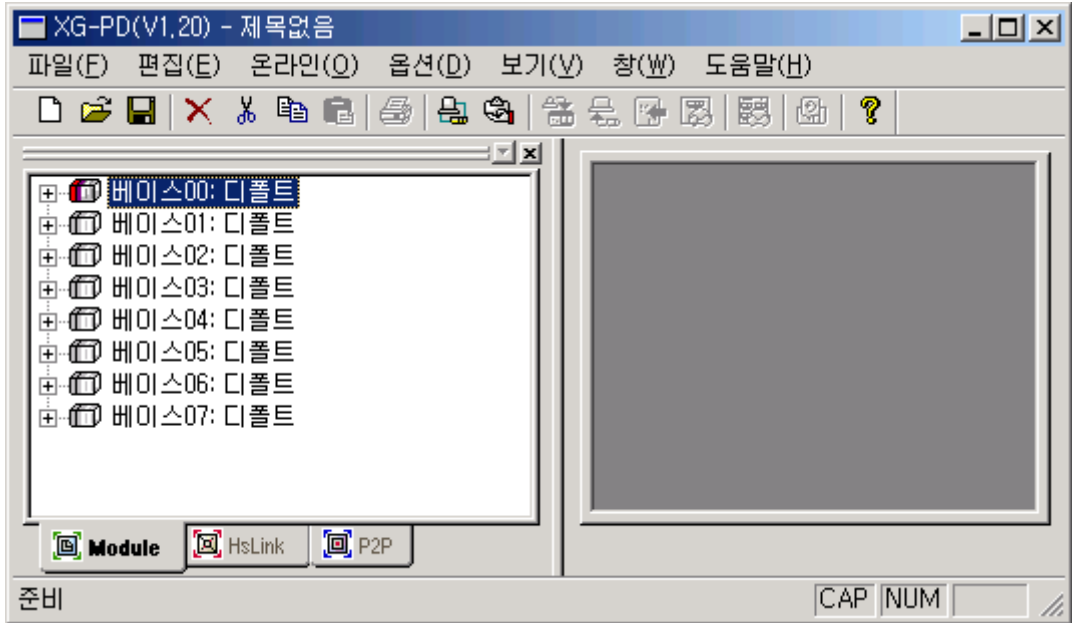 XG-PD(V1,20) - 제목없음
파일(F) 편집(E) 온라인(O) 옵션(D) 보기(V) 창(W) 도움말(H)
베이스00: 디폴트
베이스01: 디폴트
베이스02: 디폴트
베이스03: 디폴트
베이스04: 디폴트
베이스05: 디폴트
베이스06: 디폴트
베이스07: 디폴트
Module HsLink P2P
준비 CAP NUM